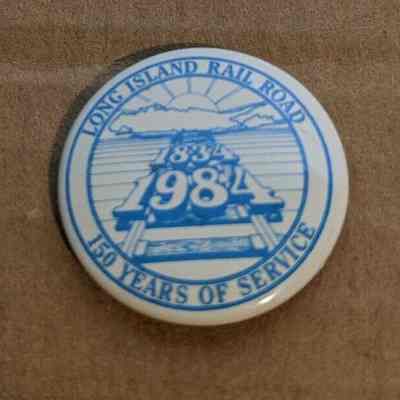 LONG ISLAND RAIL ROAD
1834
1984
150 YEARS OF SERVICE